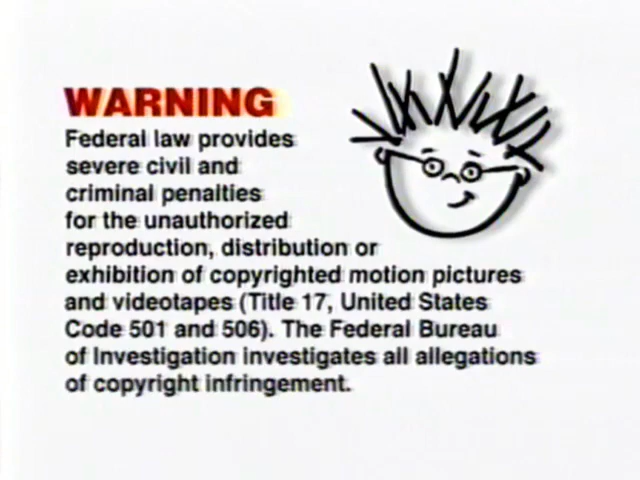 WARNING
Federal law provides
severe civil and
criminal penalties
for the unauthorized
reproduction, distribution or
exhibition of copyrighted motion pictures
and videotapes (Title 17, United States
Code 501 and 506). The Federal Bureau
of Investigation investigates all allegations
of copyright infringement.